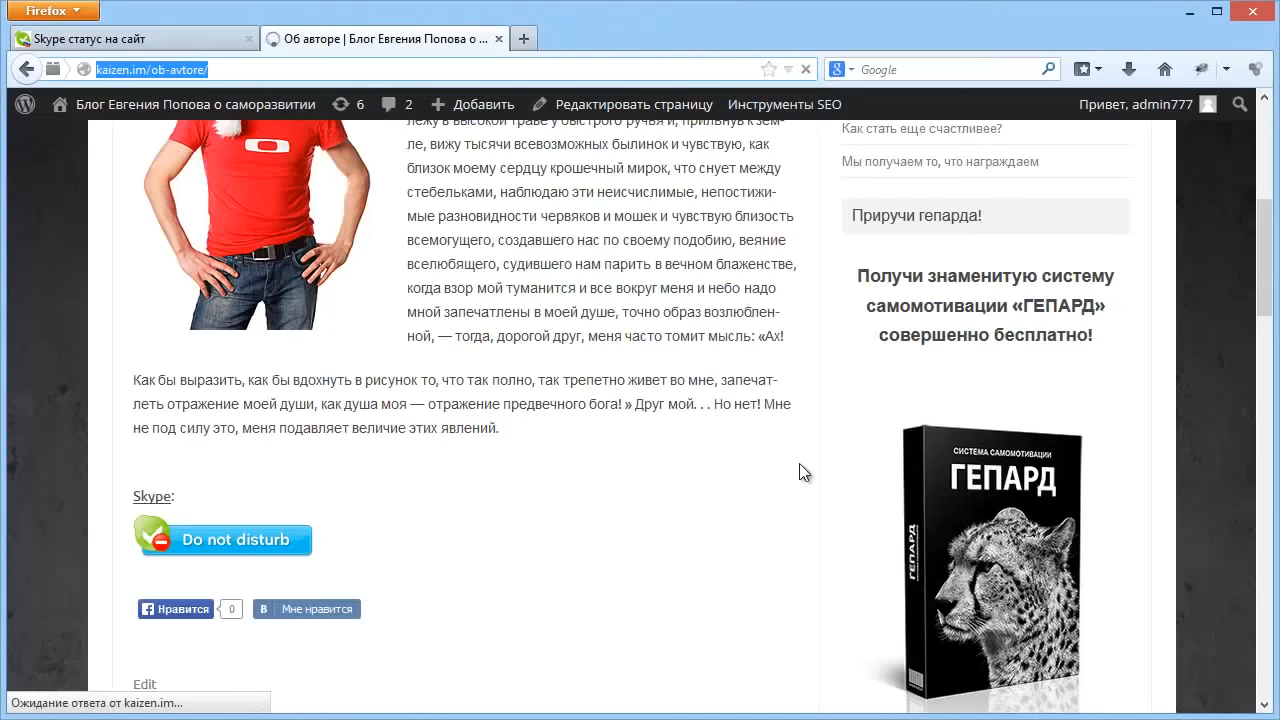 Firefox
Skype статус на сайт
Об авторе | Блог Евгения Попова о ...
kaizen.im/ob-avtore/
Google
Блог Евгения Попова о саморазвитии
6
2
Добавить
Редактировать страницу
Инструменты SEO
Привет, admin777
лежу в высокой траве у быстрого ручья и, прильнув к зем-
ле, вижу тысячи всевозможных былинок и чувствую, как
близок моему сердцу крошечный мирок, что снует между
стебельками, наблюдаю эти неисчислимые, непостижи-
мые разновидности червяков и мошек и чувствую близость
всемогущего, создавшего нас по своему подобию, веяние
вселюбящего, судившего нам парить в вечном блаженстве,
когда взор мой туманится и все вокруг меня и небо надо
мной запечатлены в моей душе, точно образ возлюблен-
ной, — тогда, дорогой друг, меня часто томит мысль: «Ах!
Как бы выразить, как бы вдохнуть в рисунок то, что так полно, так трепетно живет во мне, запечат-
леть отражение моей души, как душа моя — отражение предвечного бога! » Друг мой. . . Но нет! Мне
не под силу это, меня подавляет величие этих явлений.
Skype:
Do not disturb
Нравится
0
В
Мне нравится
Edit
Как стать еще счастливее?
Мы получаем то, что награждаем
Приручи гепарда!
Получи знаменитую систему
самомотивации «ГЕПАРД»
совершенно бесплатно!
СИСТЕМА САМОМОТИВАЦИИ
ГЕПАРД
ГЕПАРД
Ожидание ответа от kaizen.im...